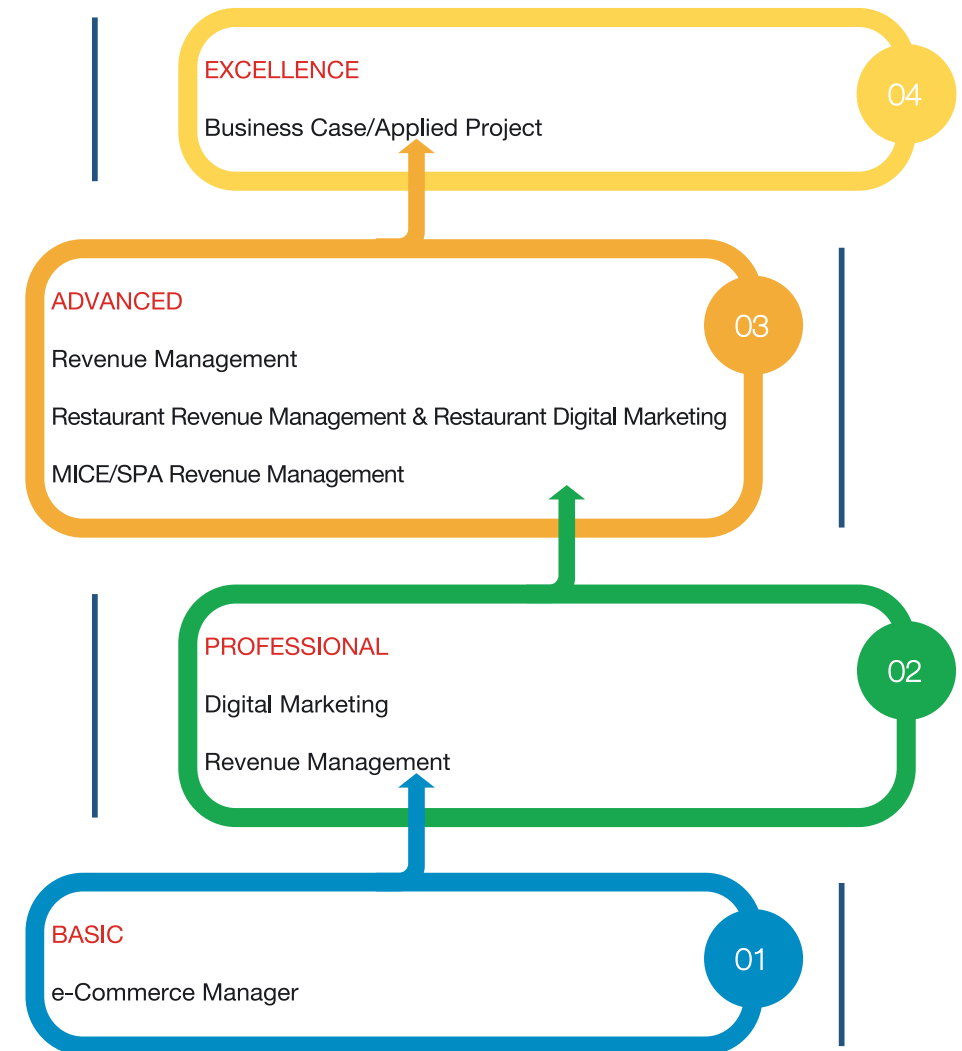 EXCELLENCE
04
Business Case/Applied Project
ADVANCED
03
Revenue Management
Restaurant Revenue Management & Restaurant Digital Marketing
MICE/SPA Revenue Management
PROFESSIONAL
02
Digital Marketing
Revenue Management
BASIC
01
e-Commerce Manager